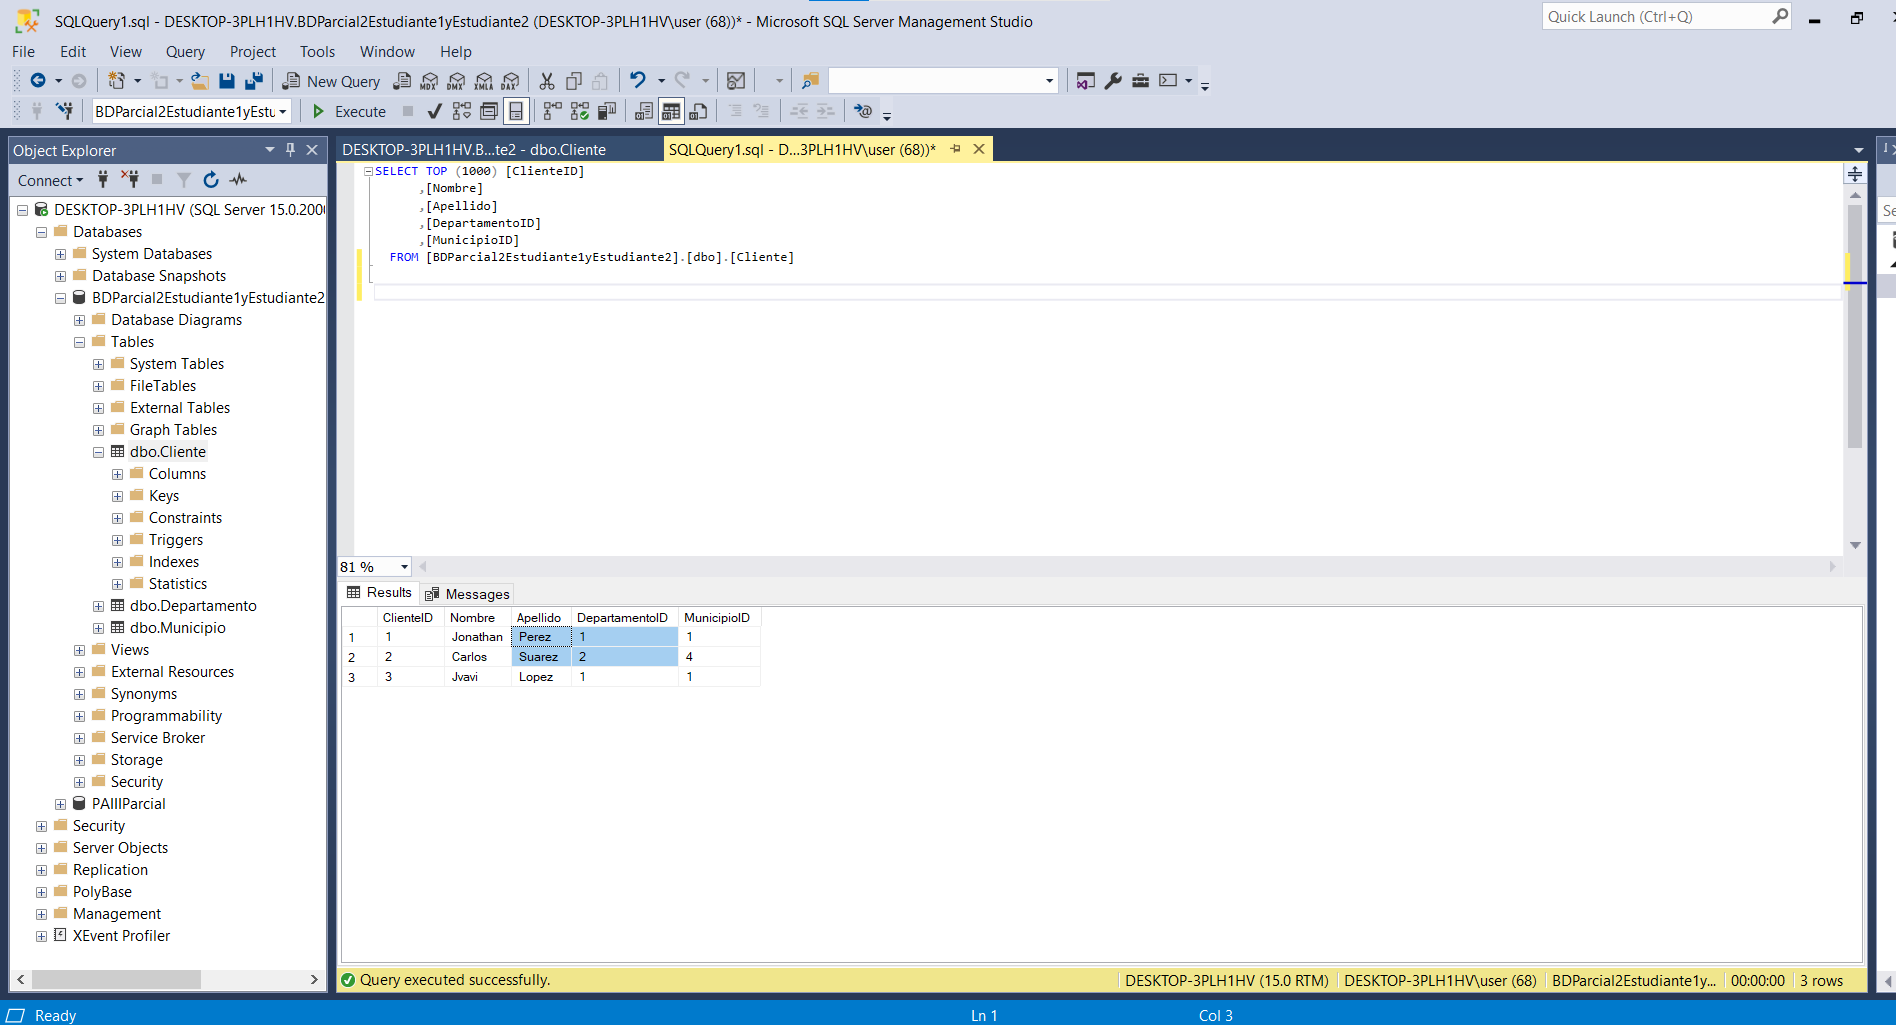 SQLQuery1.sql - DESKTOP-3PLH1HV.BDParcial2Estudiante1yEstudiante2 (DESKTOP-3PLH1HV\user (68))* - Microsoft SQL Server Management Studio
Quick Launch (Ctrl+Q)
File Edit View Query Project Tools Window Help
New Query MDX DMX XMLA DAX
BDParcial2Estudiante1yEstu Execute
Object Explorer
Connect
DESKTOP-3PLH1HV (SQL Server 15.0.200
Databases
System Databases
Database Snapshots
BDParcial2Estudiante1yEstudiante2
Database Diagrams
Tables
System Tables
FileTables
External Tables
Graph Tables
dbo.Cliente
Columns
Keys
Constraints
Triggers
Indexes
Statistics
dbo.Departamento
dbo.Municipio
Views
External Resources
Synonyms
Programmability
Service Broker
Storage
Security
PAIIIParcial
Security
Server Objects
Replication
PolyBase
Management
XEvent Profiler
DESKTOP-3PLH1HV.B...te2 - dbo.Cliente
SQLQuery1.sql - D...3PLH1HV\user (68))*
SELECT TOP (1000) [ClienteID]
,[Nombre]
,[Apellido]
,[DepartamentoID]
,[MunicipioID]
FROM [BDParcial2Estudiante1yEstudiante2].[dbo].[Cliente]
81 %
Results Messages
ClienteID Nombre Apellido DepartamentoID MunicipioID
1 1 Jonathan Perez 1 1
2 2 Carlos Suarez 2 4
3 3 Jvavi Lopez 1 1
Query executed successfully.
DESKTOP-3PLH1HV (15.0 RTM) DESKTOP-3PLH1HV\user (68) BDParcial2Estudiante1y... 00:00:00 3 rows
Se
Ready Ln 1 Col 3